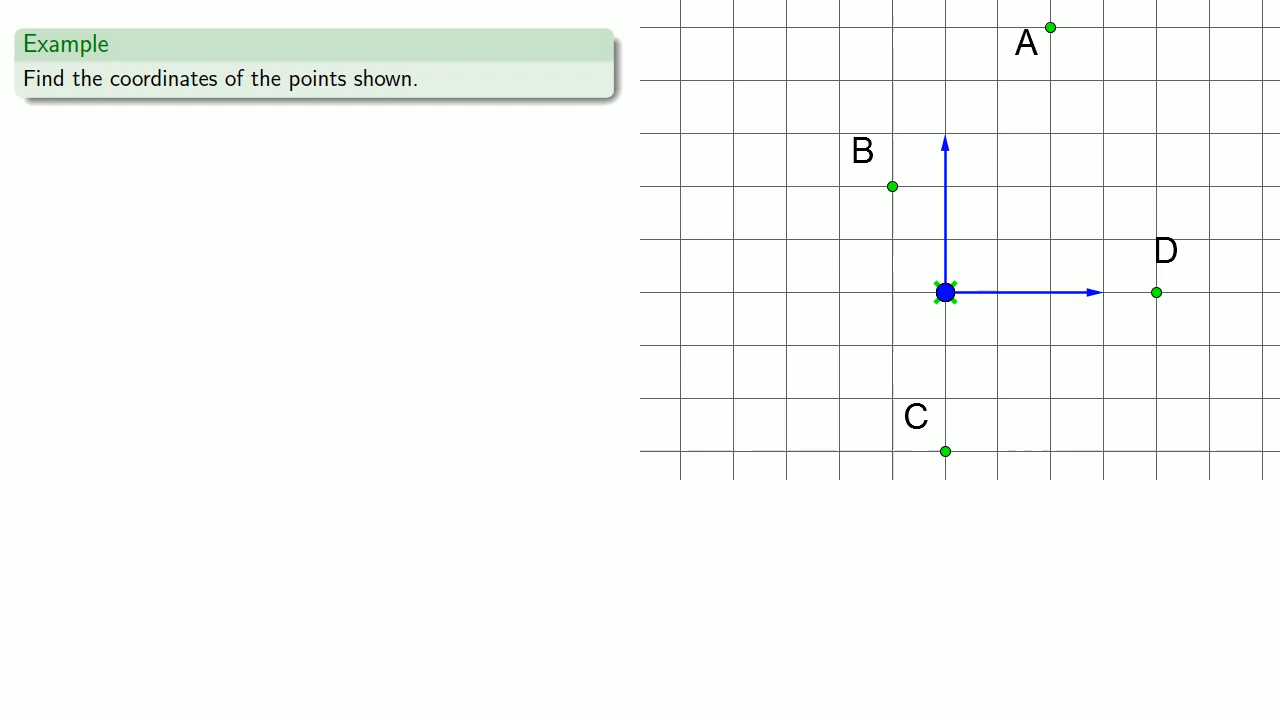 Example
Find the coordinates of the points shown.
A
B
D
C